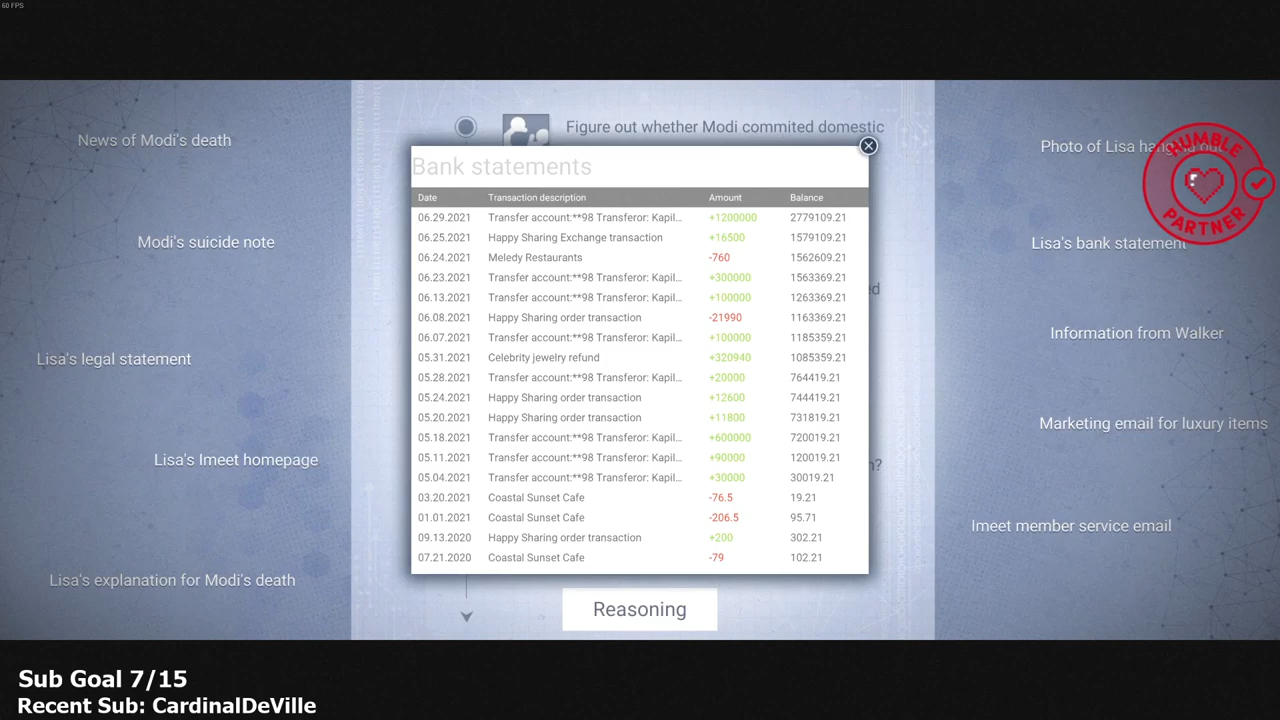 60 FPS
News of Modi's death
Modi's suicide note
Lisa's legal statement
Lisa's Imeet homepage
Lisa's explanation for Modi's death
Figure out whether Modi commited domestic
Bank statements
Date Transaction description Amount Balance
06.29.2021 Transfer account:**98 Transferor: Kapil... +1200000 2779109.21
06.25.2021 Happy Sharing Exchange transaction +16500 1579109.21
06.24.2021 Meledy Restaurants -760 1562609.21
06.23.2021 Transfer account:**98 Transferor: Kapil... +300000 1563369.21
06.13.2021 Transfer account:**98 Transferor: Kapil... +100000 1263369.21
06.08.2021 Happy Sharing order transaction -21990 1163369.21
06.07.2021 Transfer account:**98 Transferor: Kapil... +100000 1185359.21
05.31.2021 Celebrity jewelry refund +320940 1085359.21
05.28.2021 Transfer account:**98 Transferor: Kapil... +20000 764419.21
05.24.2021 Happy Sharing order transaction +12600 744419.21
05.20.2021 Happy Sharing order transaction +11800 731819.21
05.18.2021 Transfer account:**98 Transferor: Kapil... +600000 720019.21
05.11.2021 Transfer account:**98 Transferor: Kapil... +90000 120019.21
05.04.2021 Transfer account:**98 Transferor: Kapil... +30000 30019.21
03.20.2021 Coastal Sunset Cafe -76.5 19.21
01.01.2021 Coastal Sunset Cafe -206.5 95.71
09.13.2020 Happy Sharing order transaction +200 302.21
07.21.2020 Coastal Sunset Cafe -79 102.21
Reasoning
Photo of Lisa hanging out
HUMBLE
PARTNER
Lisa's bank statement
Information from Walker
Marketing email for luxury items
Imeet member service email
Sub Goal 7/15
Recent Sub: CardinalDeVille